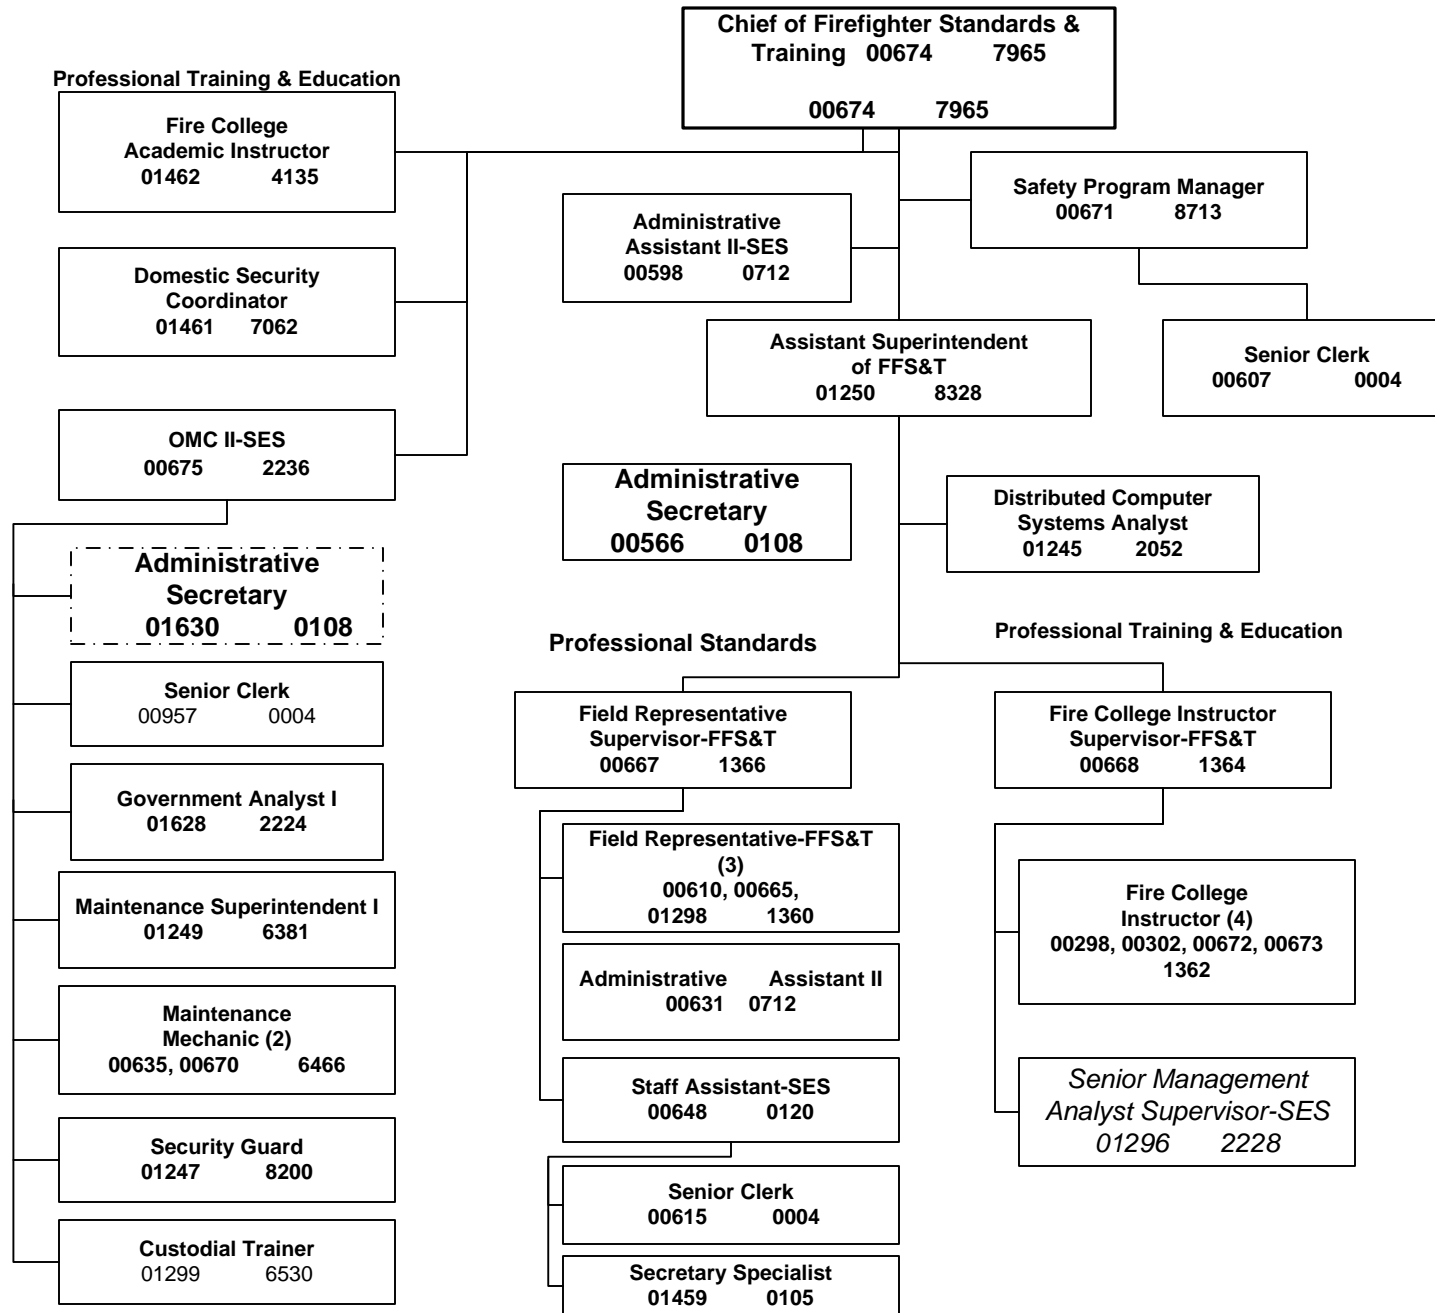 Chief of Firefighter Standards &
Training 00674 7965
00674 7965
Professional Training & Education
Fire College
Academic Instructor
01462 4135
Safety Program Manager
00671 8713
Administrative
Assistant II-SES
00598 0712
Domestic Security
Coordinator
01461 7062
Assistant Superintendent
of FFS&T
01250 8328
Senior Clerk
00607 0004
OMC II-SES
00675 2236
Administrative
Secretary
00566 0108
Distributed Computer
Systems Analyst
01245 2052
Administrative
Secretary
01630 0108
Professional Standards
Professional Training & Education
Senior Clerk
00957 0004
Field Representative
Supervisor-FFS&T
00667 1366
Fire College Instructor
Supervisor-FFS&T
00668 1364
Government Analyst I
01628 2224
Field Representative-FFS&T
(3)
00610, 00665,
01298 1360
Maintenance Superintendent I
01249 6381
Fire College
Instructor (4)
00298, 00302, 00672, 00673
1362
Administrative Assistant II
00631 0712
Maintenance
Mechanic (2)
00635, 00670 6466
Staff Assistant-SES
00648 0120
Senior Management
Analyst Supervisor-SES
01296 2228
Security Guard
01247 8200
Senior Clerk
00615 0004
Custodial Trainer
01299 6530
Secretary Specialist
01459 0105